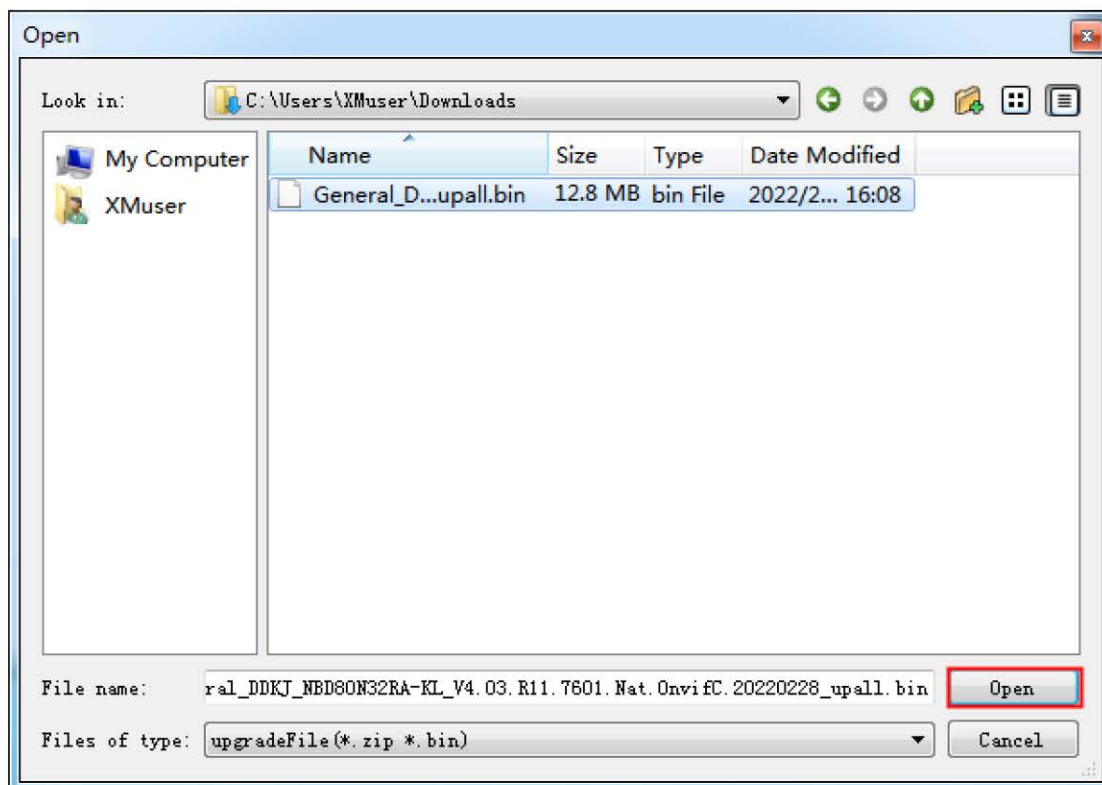 Open
Look in: C:\Users\XMuser\Downloads
My Computer
XMuser
Name Size Type Date Modified
General_D...upall.bin 12.8 MB bin File 2022/2... 16:08
File name: ral_DDKJ_NBD80N32RA-KL_V4.03.R11.7601.Nat.OnvifC.20220228_upall.bin Open
Files of type: upgradeFile(*.zip *.bin) Cancel